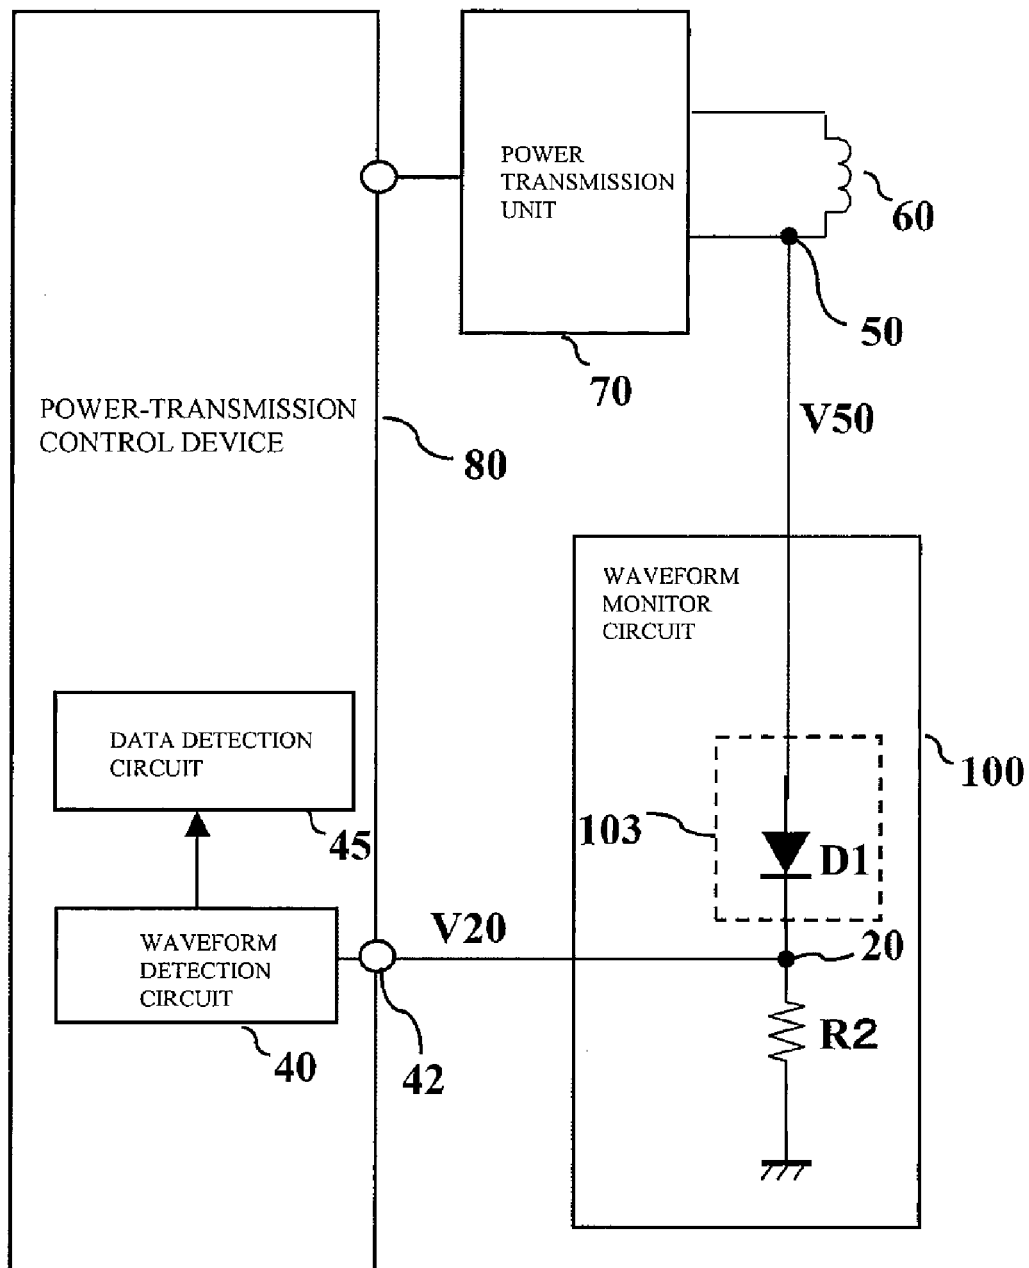 POWER
TRANSMISSION
UNIT
60
50
70
POWER-TRANSMISSION
CONTROL DEVICE
80
V50
WAVEFORM
MONITOR
CIRCUIT
DATA DETECTION
CIRCUIT
45
100
103
D1
WAVEFORM
DETECTION
CIRCUIT
40
V20
42
20
R2